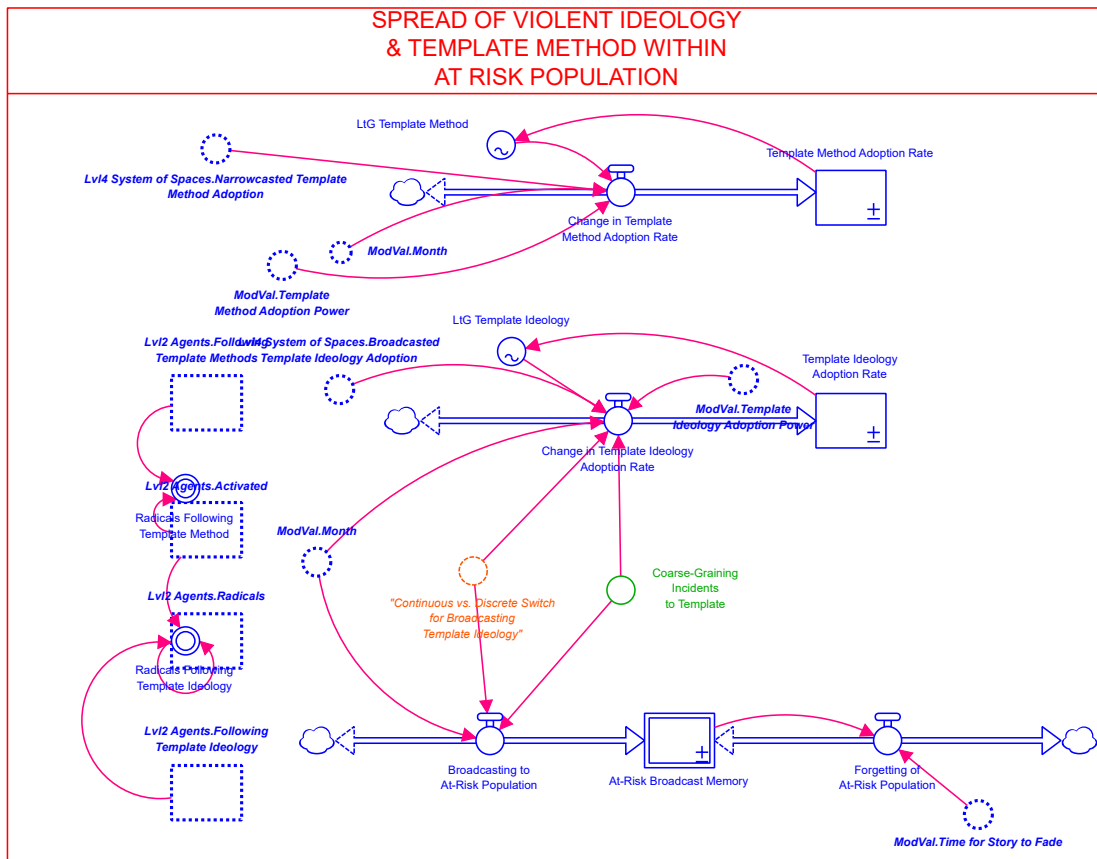 SPREAD OF VIOLENT IDEOLOGY
& TEMPLATE METHOD WITHIN
AT RISK POPULATION
LtG Template Method
Template Method Adoption Rate
Lvl4 System of Spaces.Narrowcasted Template
Method Adoption
Change in Template
Method Adoption Rate
ModVal.Month
ModVal.Template
Method Adoption Power
LtG Template Ideology
Lvl2 Agents.Following
Template Methods
Lvl4 System of Spaces.Broadcasted
Template Ideology Adoption
Template Ideology
Adoption Rate
ModVal.Template
Ideology Adoption Power
Change in Template Ideology
Adoption Rate
Lvl2 Agents.Activated
Radicals Following
Template Method
ModVal.Month
Coarse-Graining
Incidents
to Template
"Continuous vs. Discrete Switch
for Broadcasting
Template Ideology"
Lvl2 Agents.Radicals
Radicals Following
Template Ideology
Lvl2 Agents.Following
Template Ideology
Broadcasting to
At-Risk Population
At-Risk Broadcast Memory
Forgetting of
At-Risk Population
ModVal.Time for Story to Fade